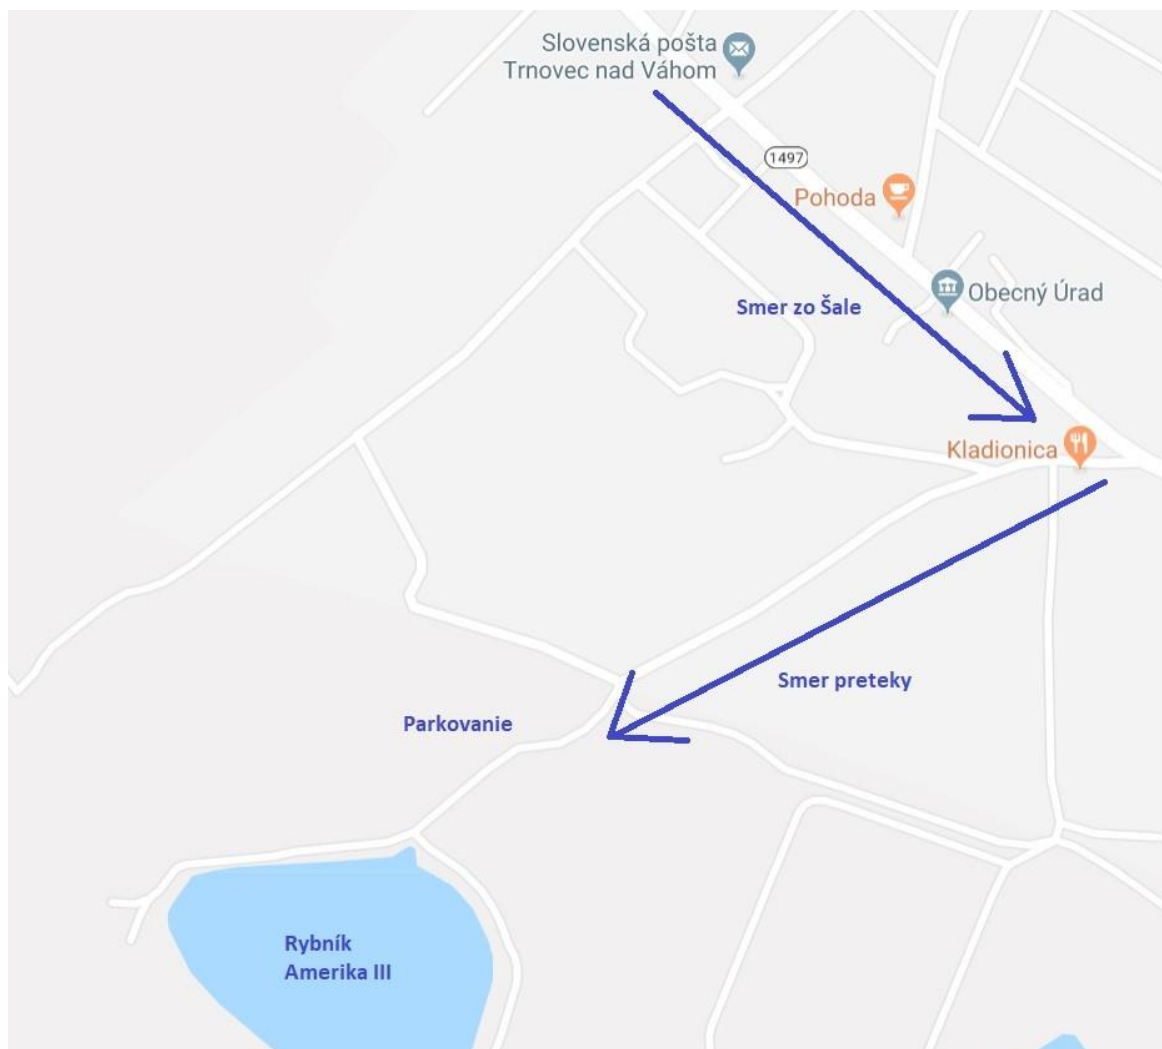 Slovenská pošta
Trnovec nad Váhom
1497
Pohoda
Obecný Úrad
Smer zo Šale
Kladionica
Smer preteky
Parkovanie
Rybník
Amerika III